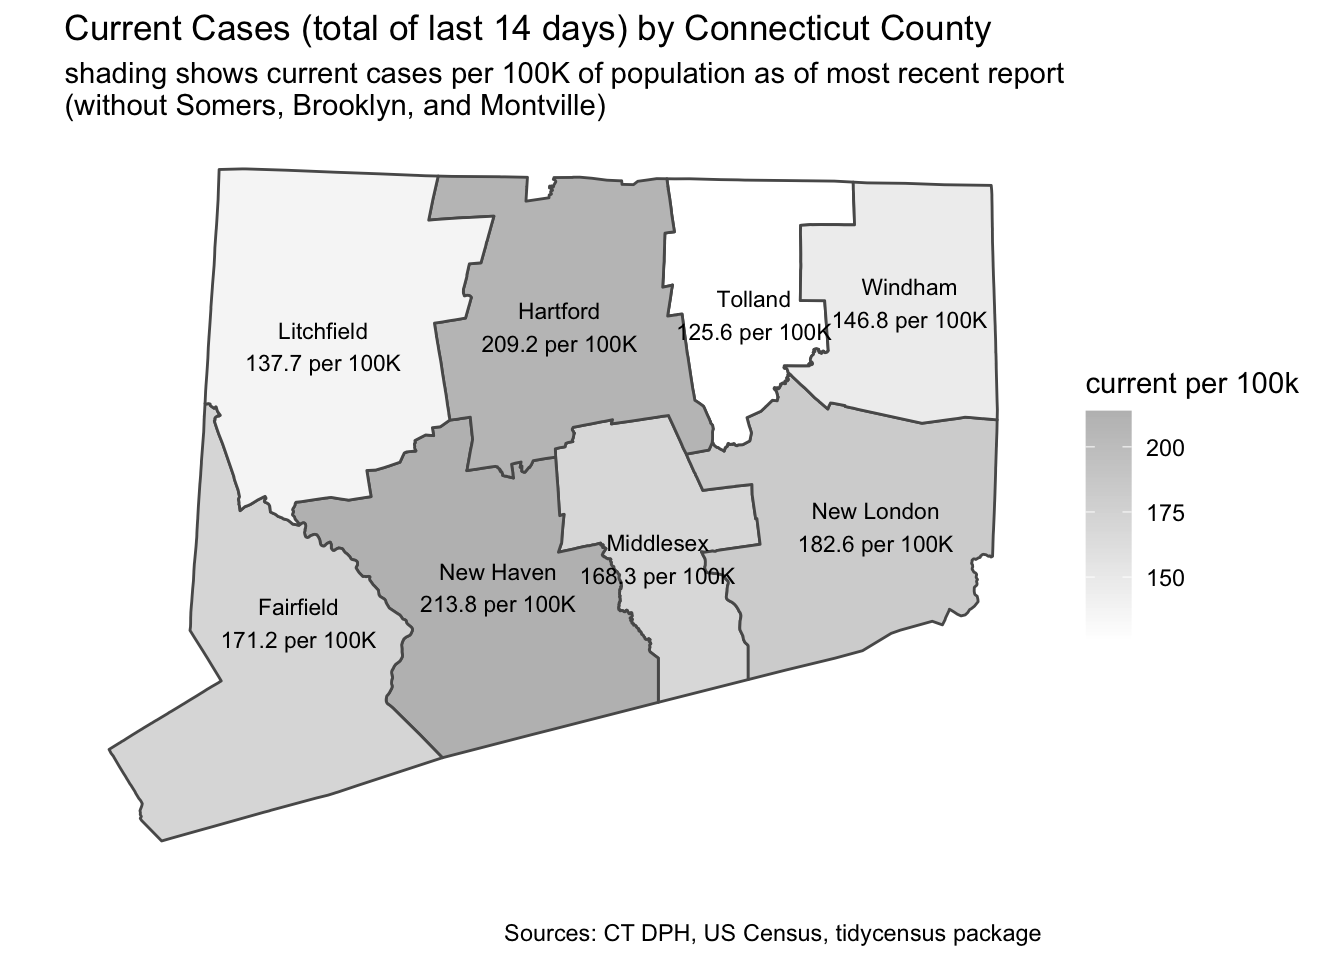 Current Cases (total of last 14 days) by Connecticut County
shading shows current cases per 100K of population as of most recent report
(without Somers, Brooklyn, and Montville)
Litchfield
137.7 per 100K
Hartford
209.2 per 100K
Tolland
125.6 per 100K
Windham
146.8 per 100K
Fairfield
171.2 per 100K
New Haven
213.8 per 100K
Middlesex
168.3 per 100K
New London
182.6 per 100K
current per 100k
200
175
150
Sources: CT DPH, US Census, tidycensus package